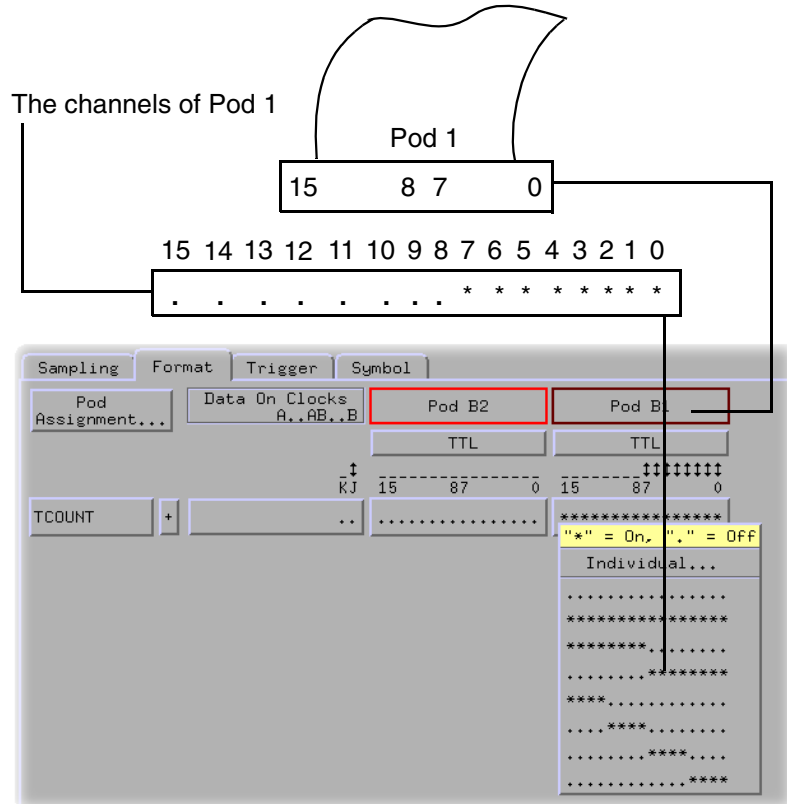 The channels of Pod 1
Pod 1
15 8 7 0
15 14 13 12 11 10 9 8 7 6 5 4 3 2 1 0
. . . . . . . . * * * * * * * *
Sampling Format Trigger Symbol
Pod Assignment... Data On Clocks A..AB..B Pod B2 Pod B1
TTL TTL
KJ 15 87 0 15 87 0
TCOUNT + .. ................ ****************
"*" = On, "." = Off
Individual...
................
****************
********........
........********
****............
....****........
........****....
............****